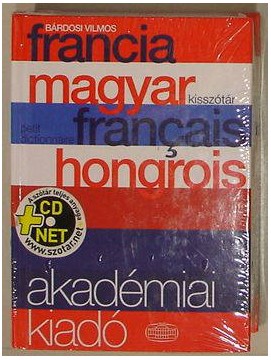 BÁRDOSI VILMOS
francia
magyar
kisszótár
petit
dictionnaire
français
hongrois
A szótár teljes anyaga
+ CD
• NET
www.szotar.net
akadémiai
kiadó